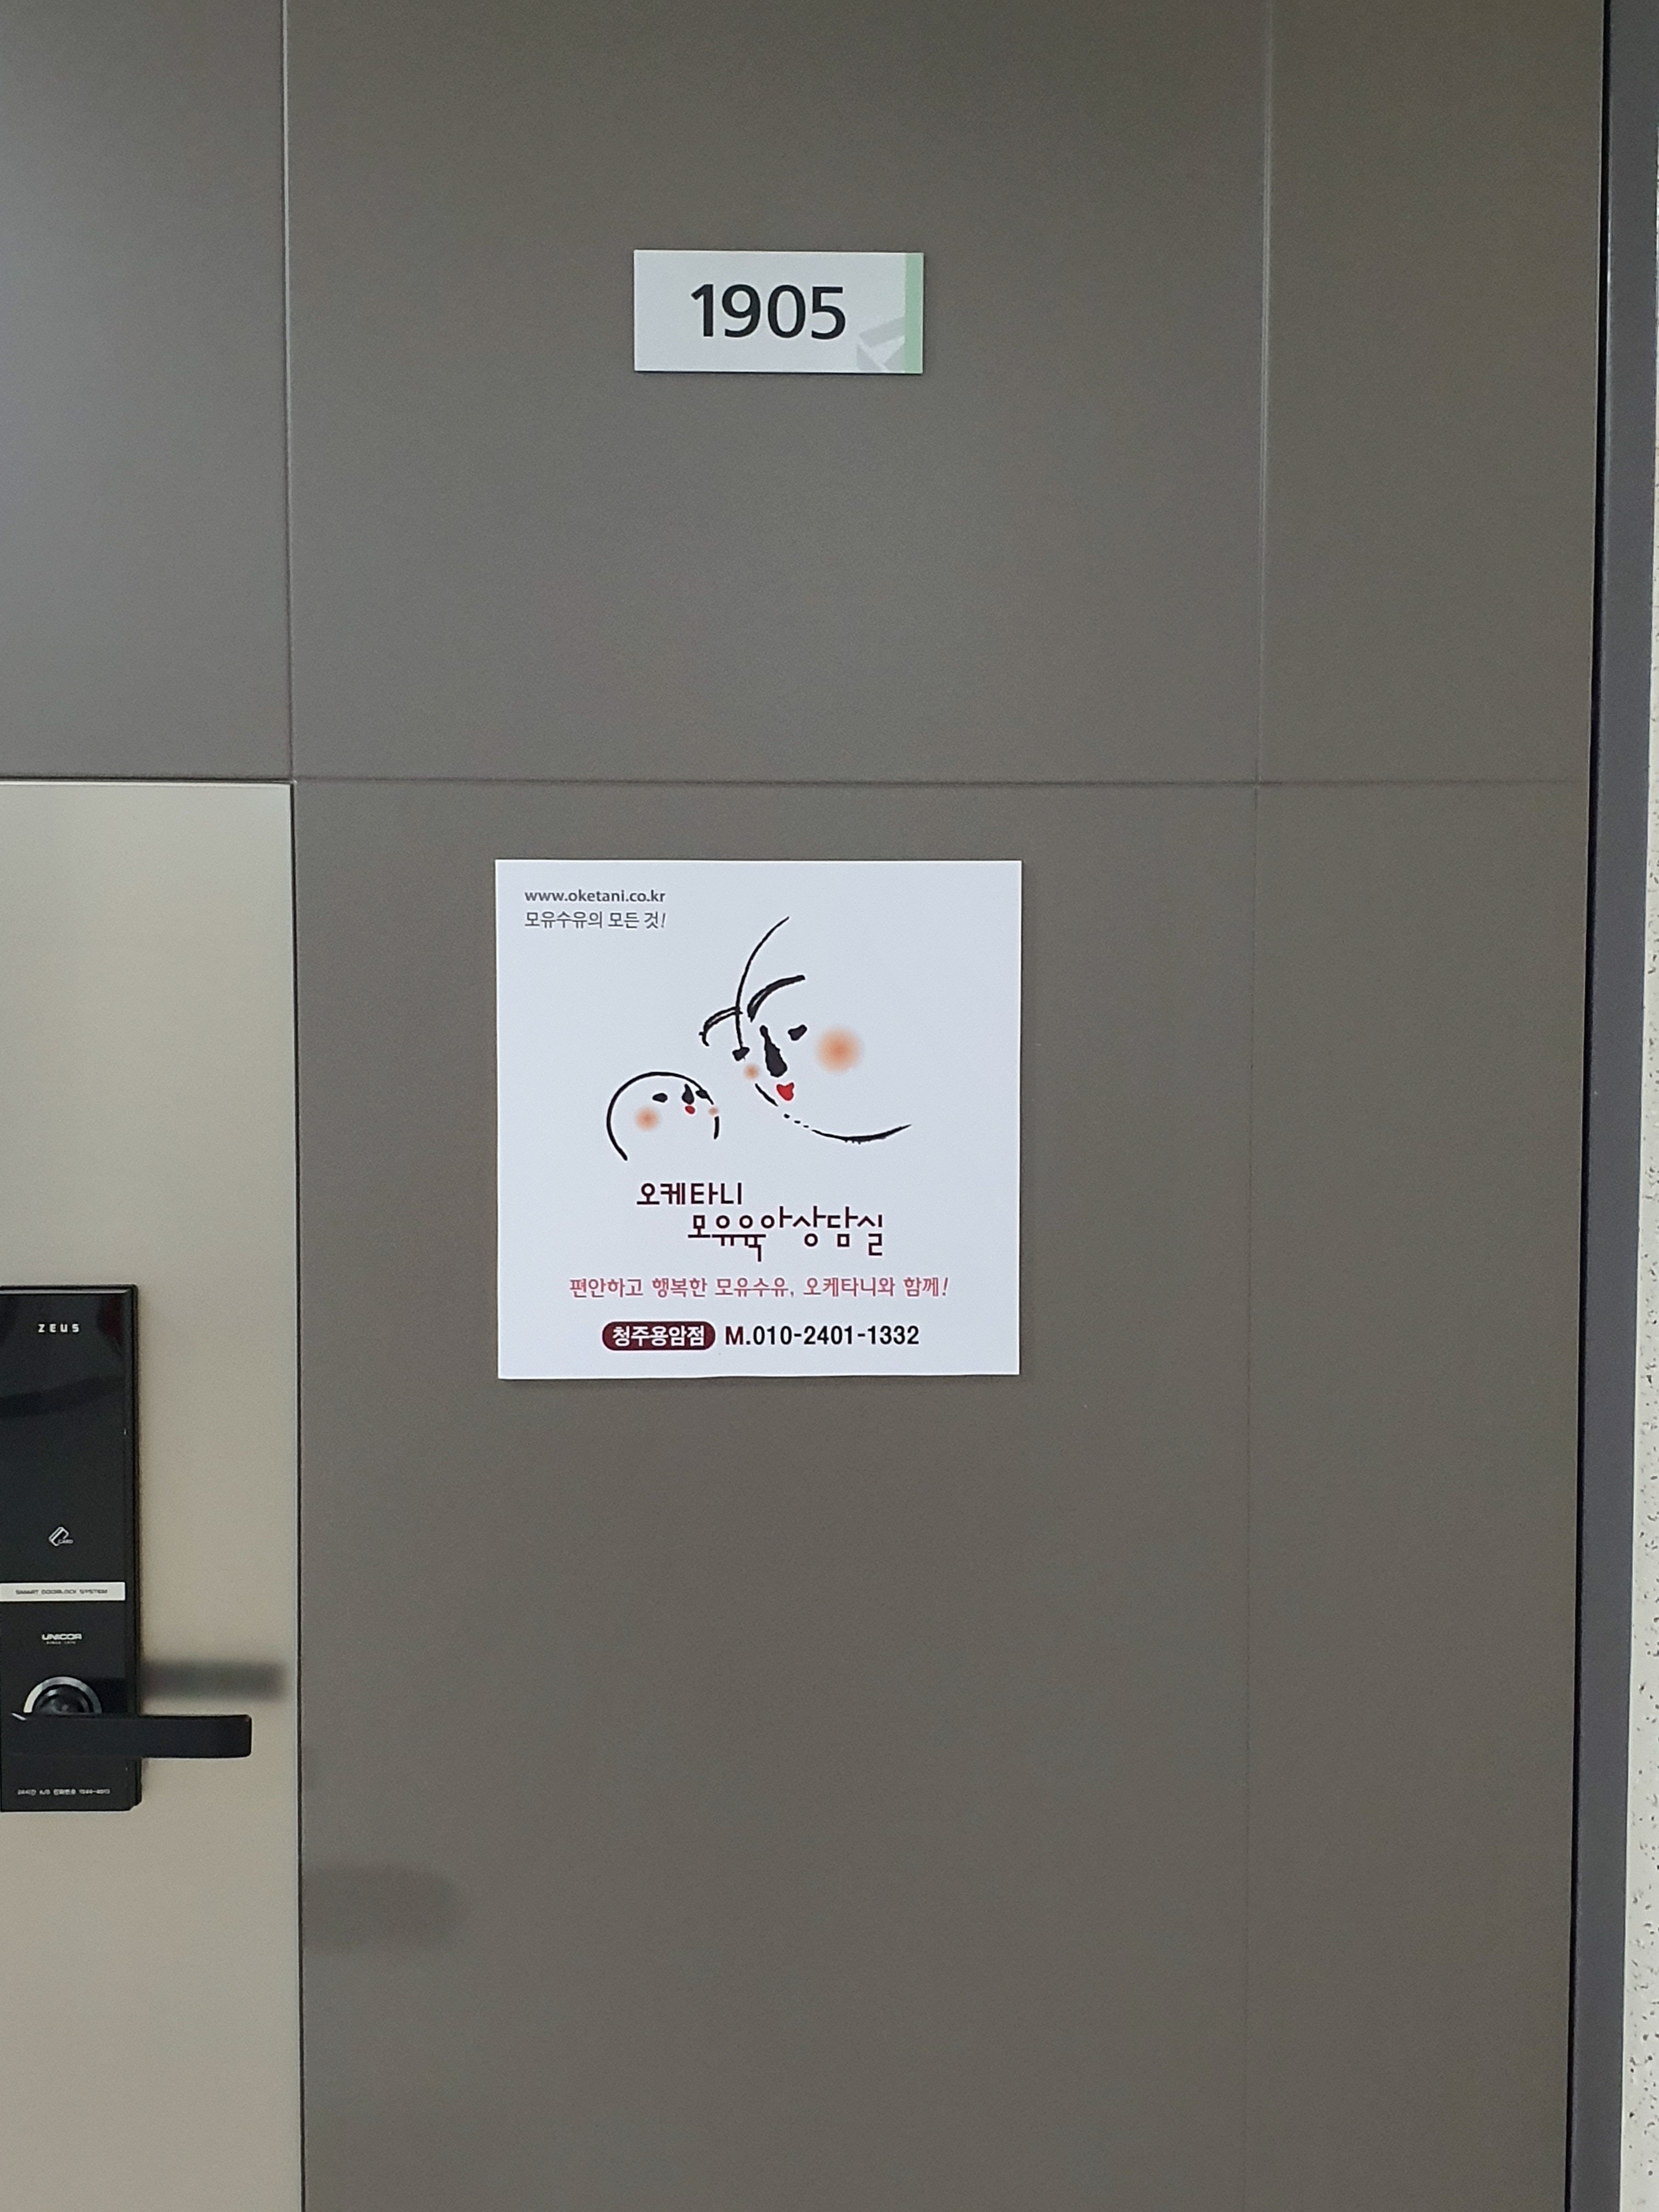 1905
www.oketani.co.kr
모유수유의 모든 것!
오케타니
모유육아상담실
편안하고 행복한 모유수유, 오케타니와 함께!
청주용암점 M.010-2401-1332
ZEUS
CARD
SMART DOORLOCK SYSTEM
UNICOR